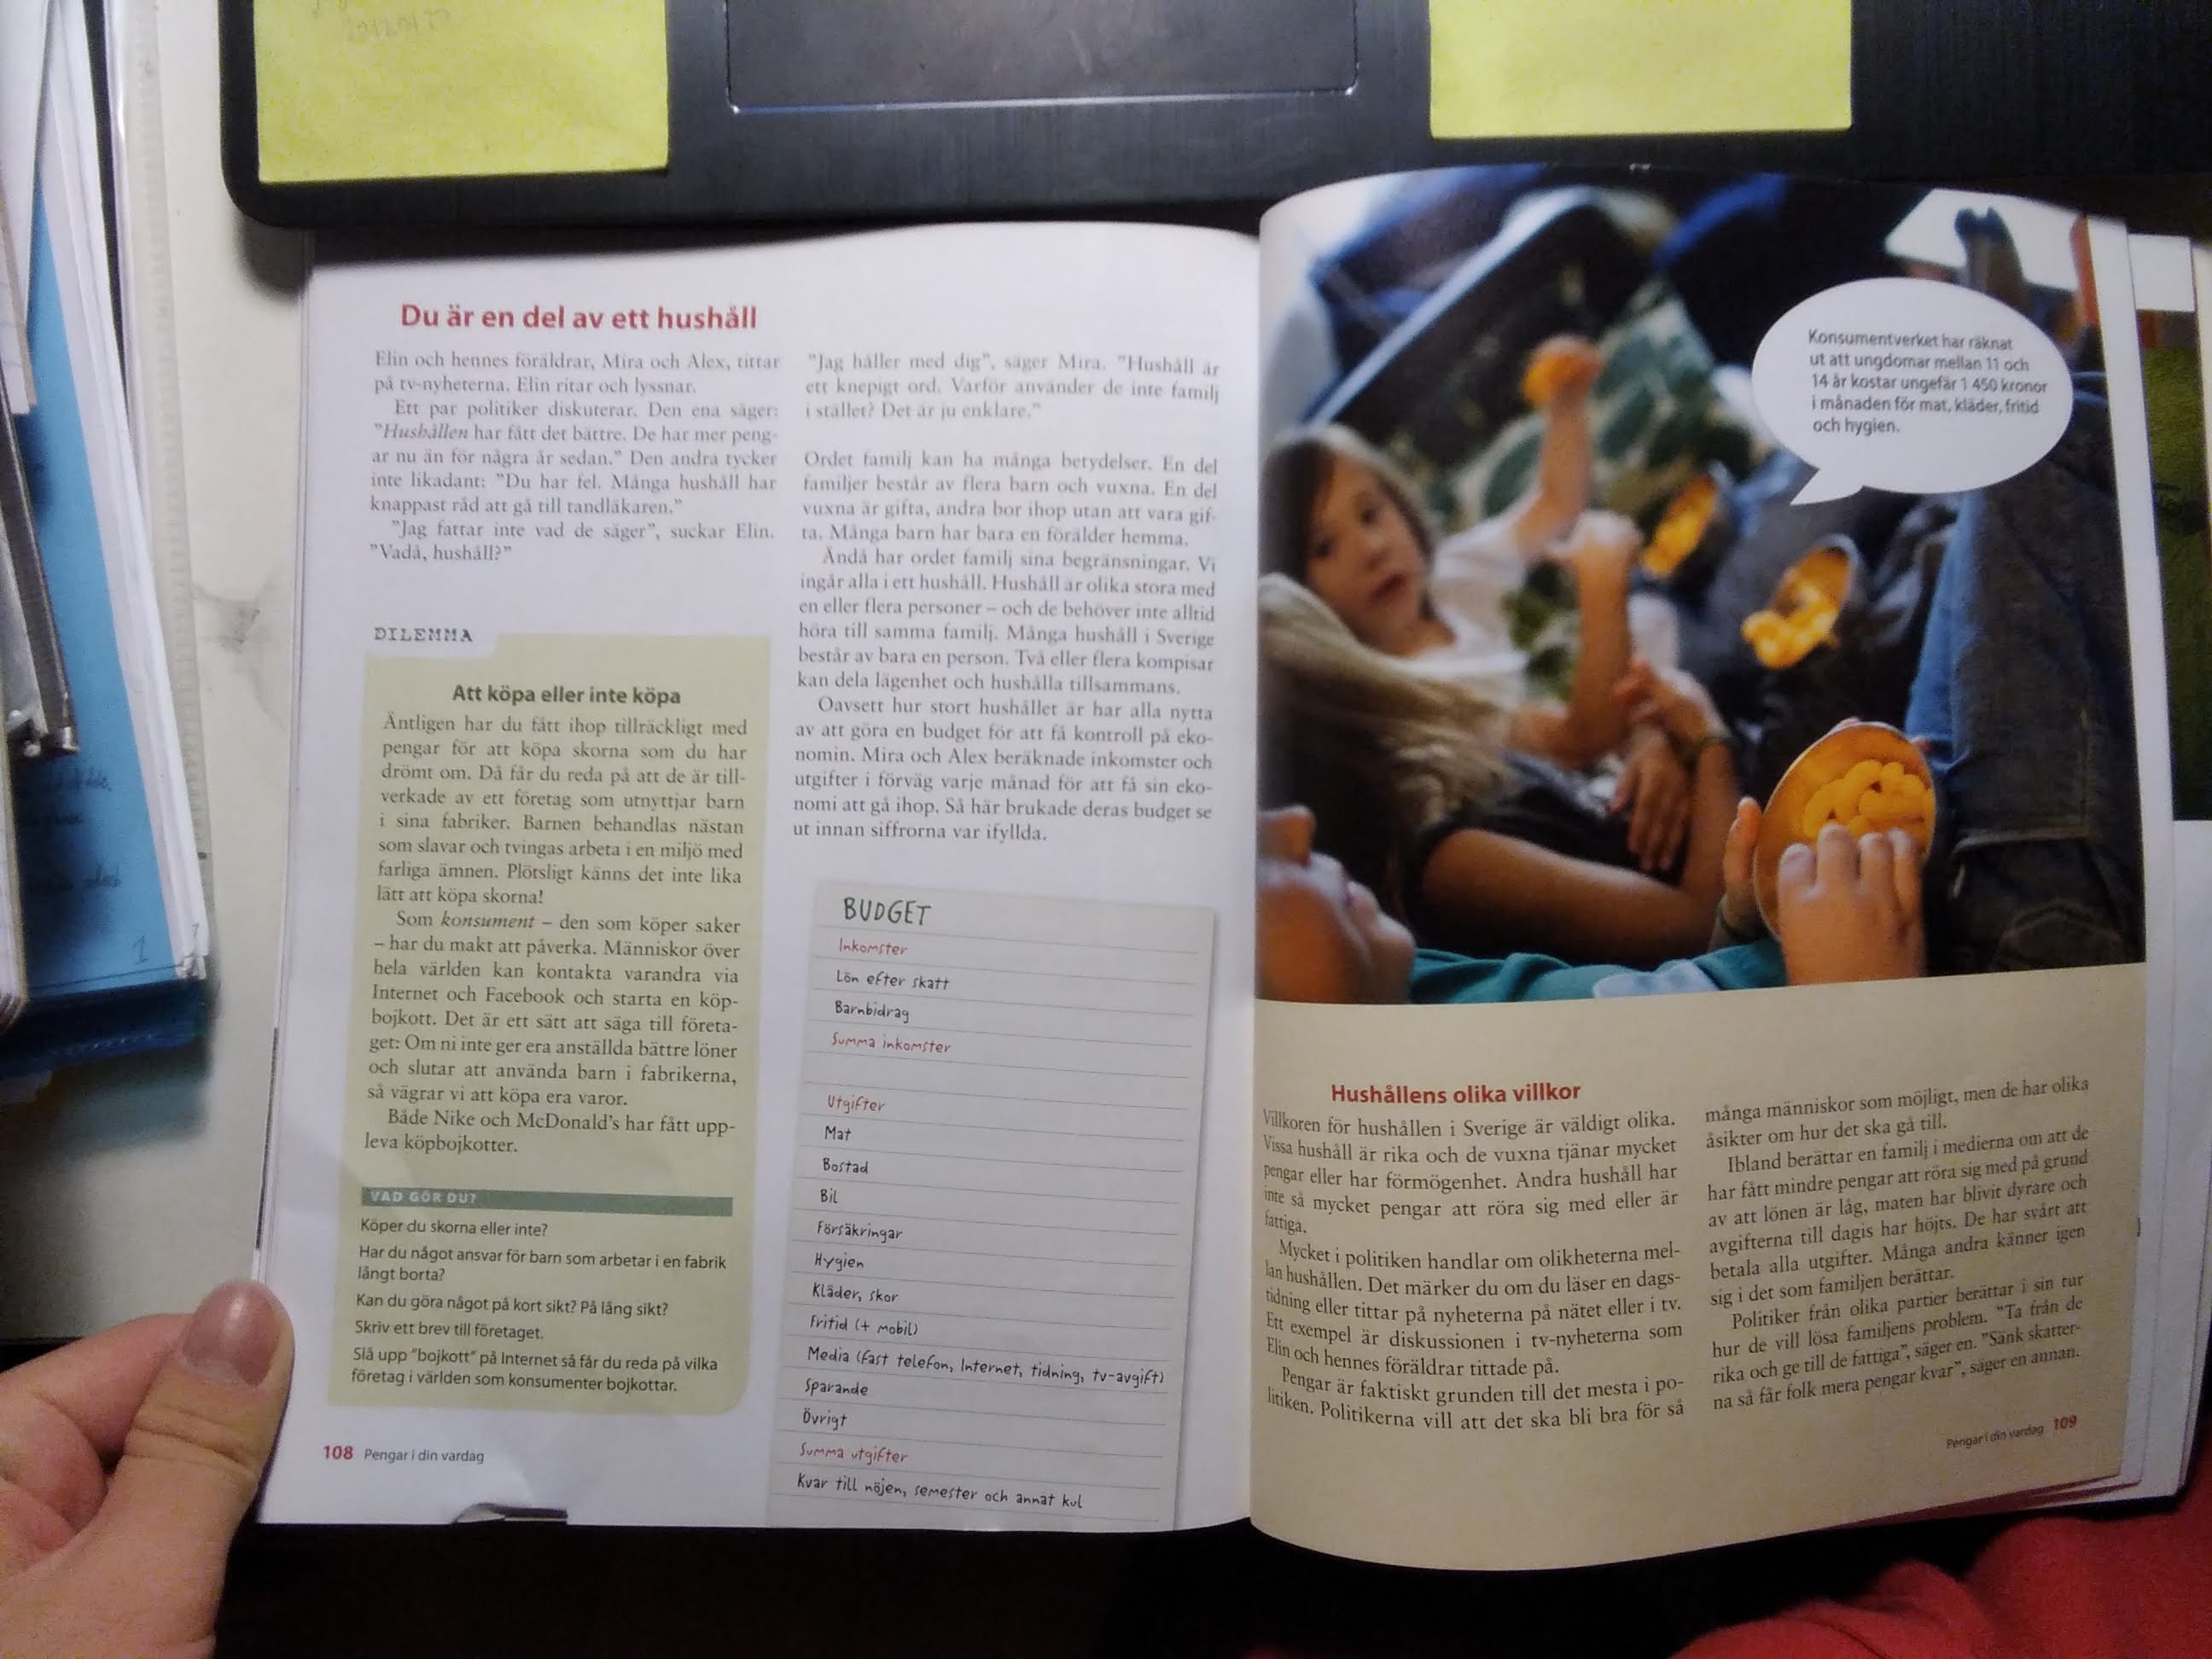 Du är en del av ett hushåll
Elin och hennes föräldrar, Mira och Alex, tittar
på tv-nyheterna. Elin ritar och lyssnar.
Ett par politiker diskuterar. Den ena säger:
"Hushållen har fått det bättre. De har mer peng-
ar nu än för några år sedan." Den andra tycker
inte likadant: "Du har fel. Många hushåll har
knappast råd att gå till tandläkaren."
"Jag fattar inte vad de säger", suckar Elin.
"Vadå, hushåll?"
DILEMMA
Att köpa eller inte köpa
Äntligen har du fått ihop tillräckligt med
pengar för att köpa skorna som du har
drömt om. Då får du reda på att de är till-
verkade av ett företag som utnyttjar barn
i sina fabriker. Barnen behandlas nästan
som slavar och tvingas arbeta i en miljö med
farliga ämnen. Plötsligt känns det inte lika
lätt att köpa skorna!
Som konsument – den som köper saker
– har du makt att påverka. Människor över
hela världen kan kontakta varandra via
Internet och Facebook och starta en köp-
bojkott. Det är ett sätt att säga till företa-
get: Om ni inte ger era anställda bättre löner
och slutar att använda barn i fabrikerna,
så vägrar vi att köpa era varor.
Både Nike och McDonald's har fått upp-
leva köpbojkotter.
VAD GÖR DU?
Köper du skorna eller inte?
Har du något ansvar för barn som arbetar i en fabrik
långt borta?
Kan du göra något på kort sikt? På lång sikt?
Skriv ett brev till företaget.
Slå upp "bojkott" på Internet så får du reda på vilka
företag i världen som konsumenter bojkottar.
108 Pengar i din vardag
"Jag håller med dig", säger Mira. "Hushåll är
ett knepigt ord. Varför använder de inte familj
i stället? Det är ju enklare."
Ordet familj kan ha många betydelser. En del
familjer består av flera barn och vuxna. En del
vuxna är gifta, andra bor ihop utan att vara gif-
ta. Många barn har bara en förälder hemma.
Ändå har ordet familj sina begränsningar. Vi
ingår alla i ett hushåll. Hushåll är olika stora med
en eller flera personer – och de behöver inte alltid
höra till samma familj. Många hushåll i Sverige
består av bara en person. Två eller flera kompisar
kan dela lägenhet och hushålla tillsammans.
Oavsett hur stort hushållet är har alla nytta
av att göra en budget för att få kontroll på eko-
nomin. Mira och Alex beräknade inkomster och
utgifter i förväg varje månad för att få sin eko-
nomi att gå ihop. Så här brukade deras budget se
ut innan siffrorna var ifyllda.
BUDGET
Inkomster
Lön efter skatt
Barnbidrag
Summa inkomster
Utgifter
Mat
Bostad
Bil
Försäkringar
Hygien
Kläder, skor
Fritid (+ mobil)
Media (fast telefon, Internet, tidning, tv-avgift)
Sparande
Övrigt
Summa utgifter
Kvar till nöjen, semester och annat kul
Konsumentverket har räknat
ut att ungdomar mellan 11 och
14 år kostar ungefär 1 450 kronor
i månaden för mat, kläder, fritid
och hygien.
Hushållens olika villkor
Villkoren för hushållen i Sverige är väldigt olika.
Vissa hushåll är rika och de vuxna tjänar mycket
pengar eller har förmögenhet. Andra hushåll har
inte så mycket pengar att röra sig med eller är
fattiga.
Mycket i politiken handlar om olikheterna mel-
lan hushållen. Det märker du om du läser en dags-
tidning eller tittar på nyheterna på nätet eller i tv.
Ett exempel är diskussionen i tv-nyheterna som
Elin och hennes föräldrar tittade på.
Pengar är faktiskt grunden till det mesta i po-
litiken. Politikerna vill att det ska bli bra för så
många människor som möjligt, men de har olika
åsikter om hur det ska gå till.
Ibland berättar en familj i medierna om att de
har fått mindre pengar att röra sig med på grund
av att lönen är låg, maten har blivit dyrare och
avgifterna till dagis har höjts. De har svårt att
betala alla utgifter. Många andra känner igen
sig i det som familjen berättar.
Politiker från olika partier berättar i sin tur
hur de vill lösa familjens problem. "Ta från de
rika och ge till de fattiga", säger en. "Sänk skatter-
na så får folk mera pengar kvar", säger en annan.
Pengar i din vardag 109